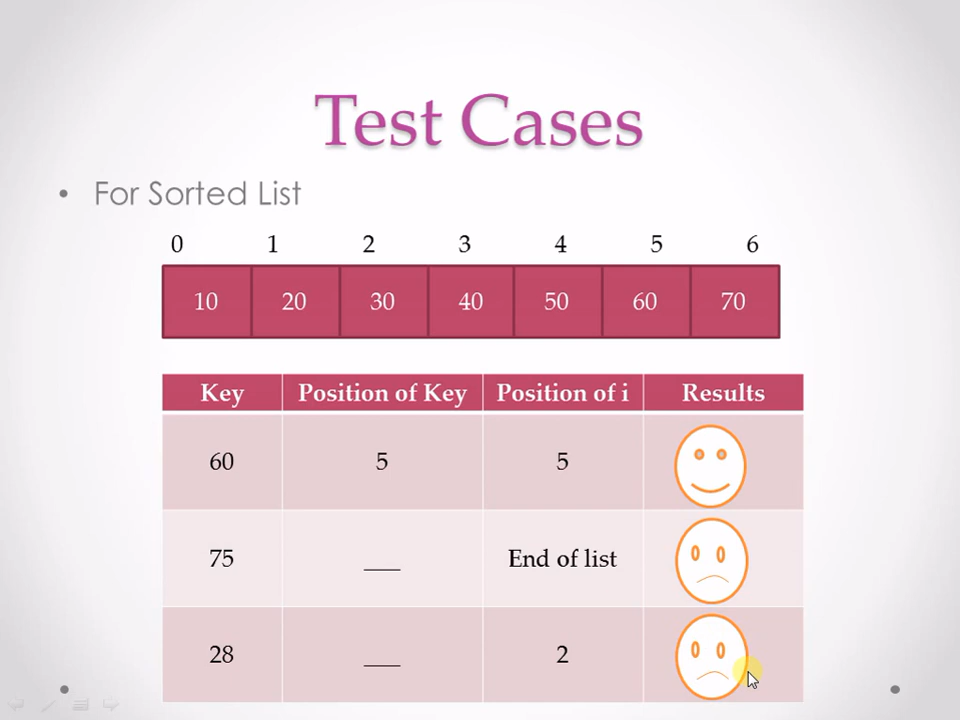 Test Cases
• For Sorted List
0 1 2 3 4 5 6
10 20 30 40 50 60 70
Key Position of Key Position of i Results
60 5 5
75 ___ End of list
28 ___ 2